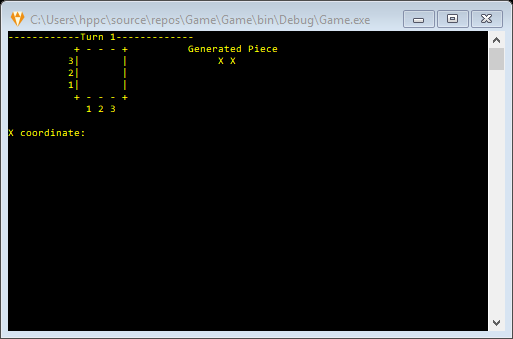 C:\Users\hppc\source\repos\Game\Game\bin\Debug\Game.exe
------------Turn 1-------------
+ - - - + Generated Piece
3| | X X
2| |
1| |
+ - - - +
1 2 3
X coordinate: